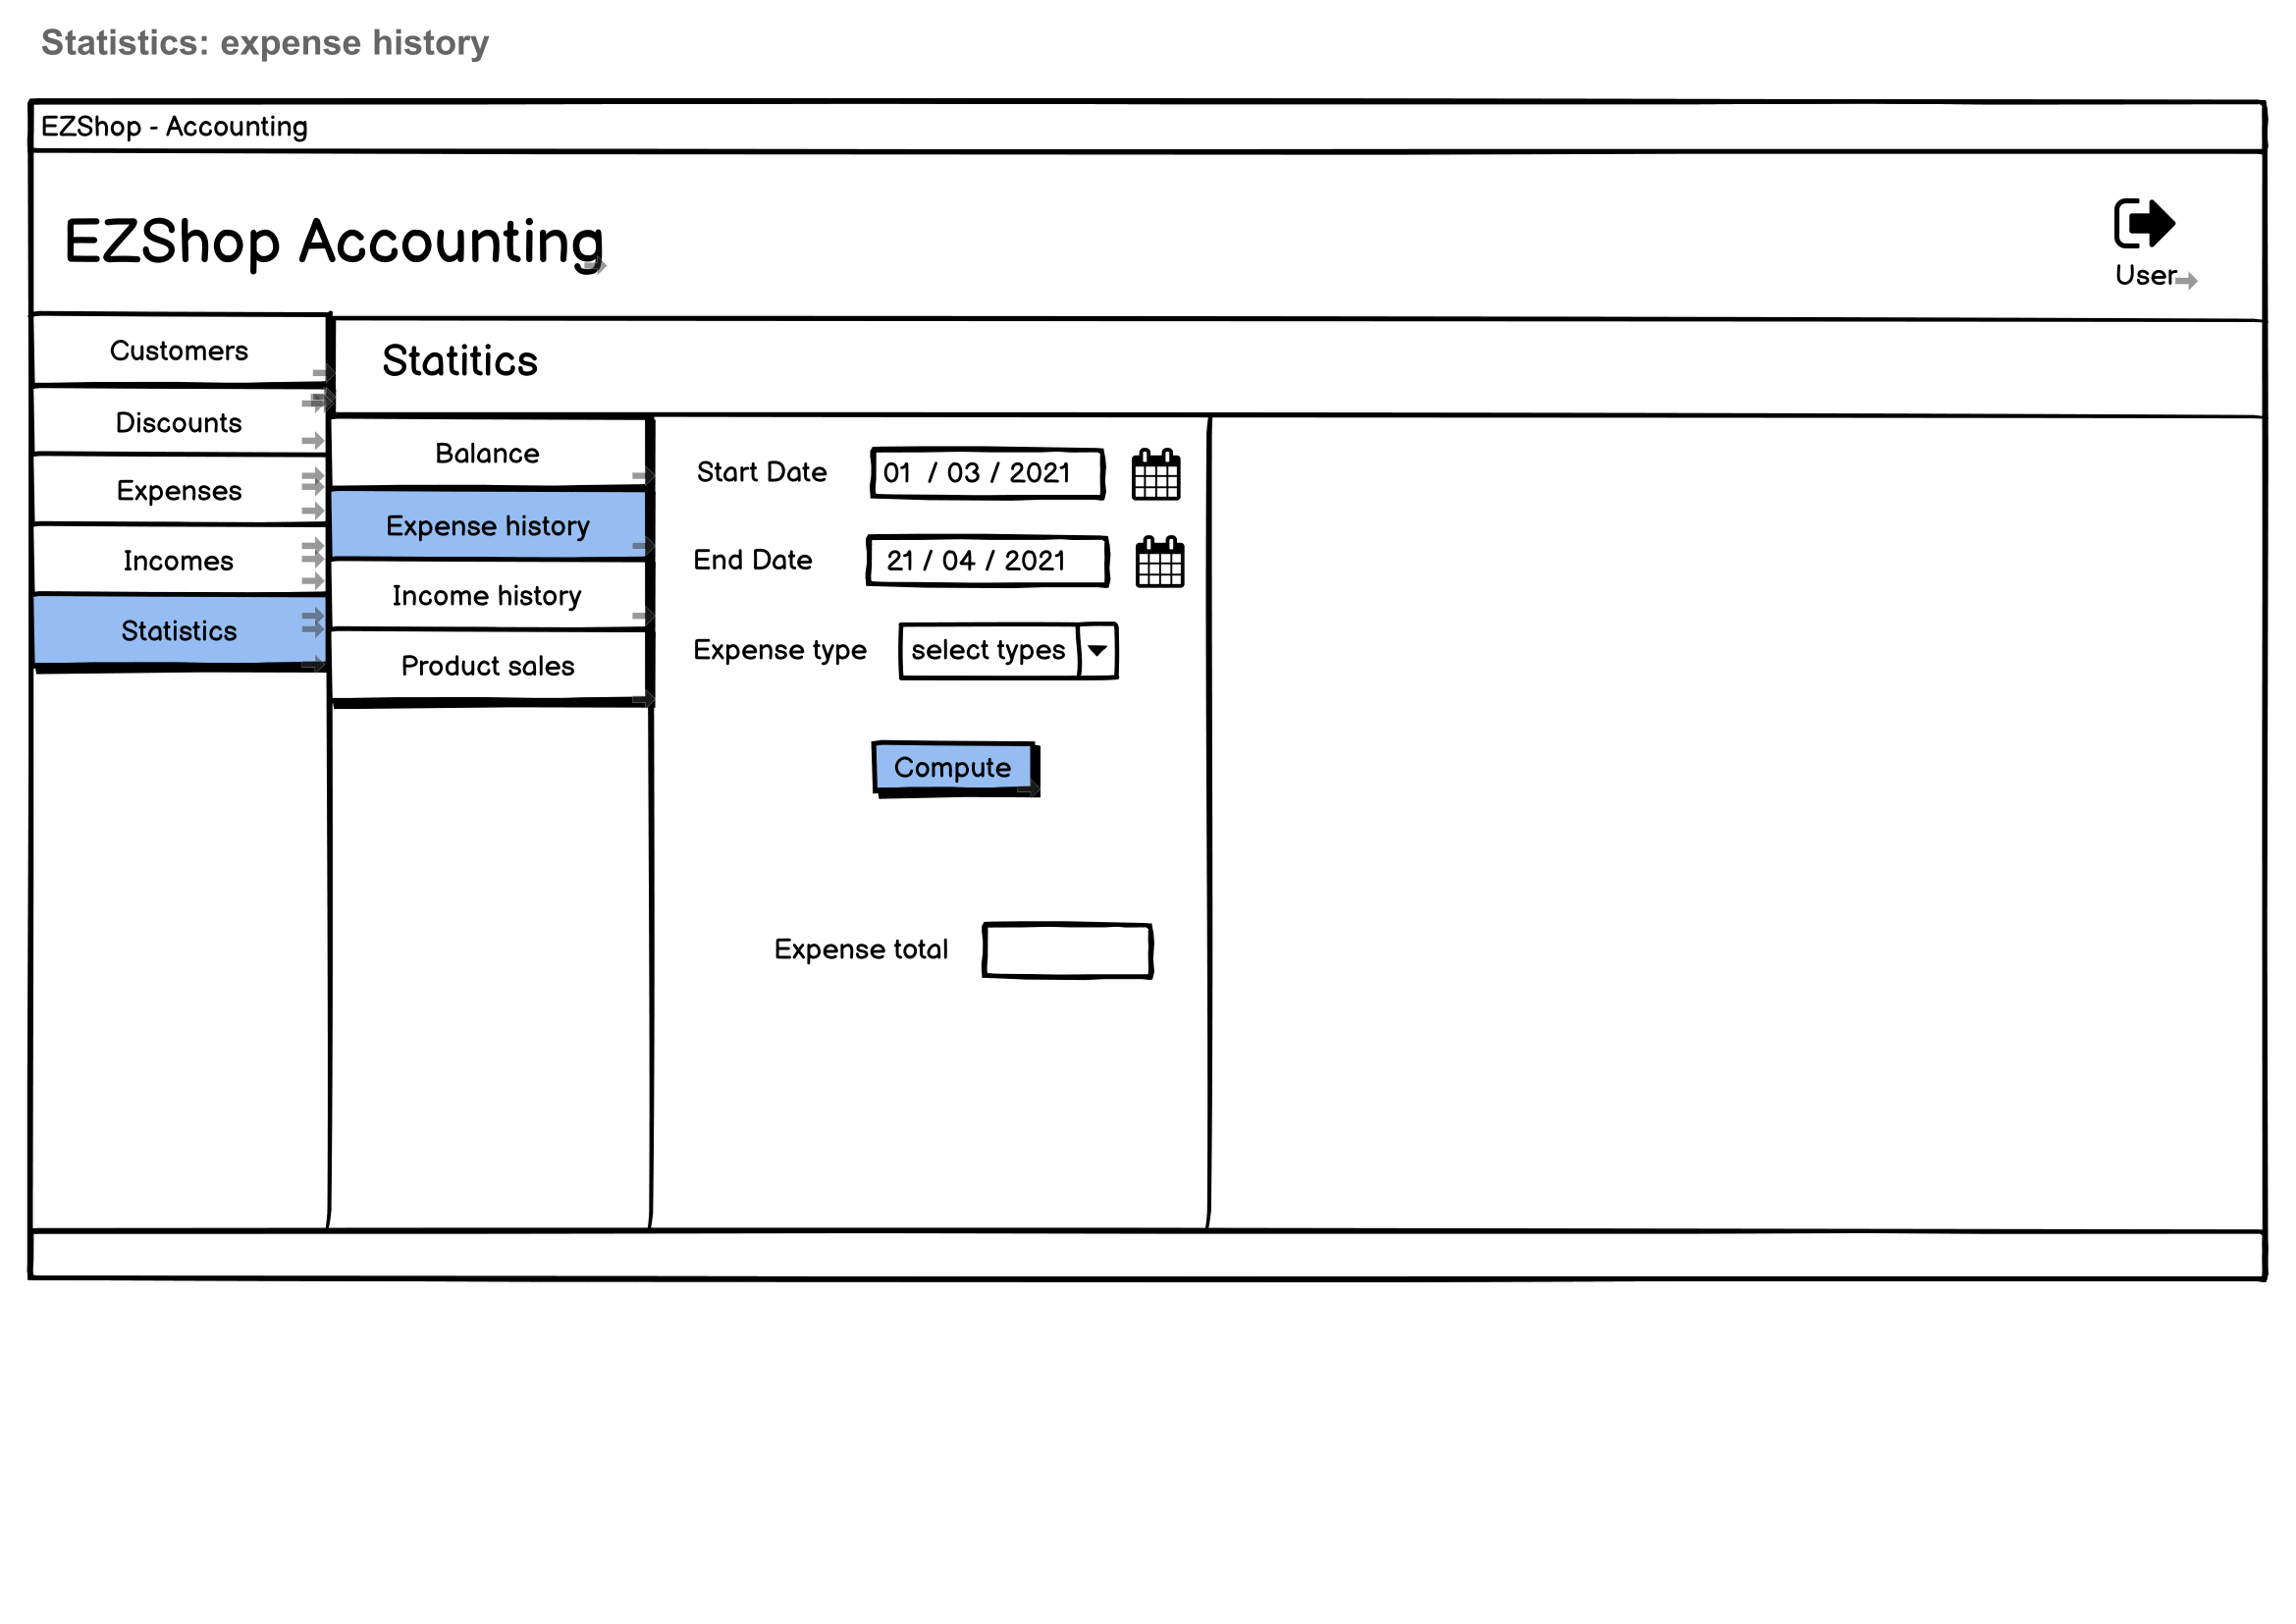 Statistics: expense history
EZShop - Accounting
EZShop Accounting
User
Customers
Discounts
Expenses
Incomes
Statistics
Statitics
Balance
Expense history
Income history
Product sales
Start Date 01 / 03 / 2021
End Date 21 / 04 / 2021
Expense type select types
Compute
Expense total